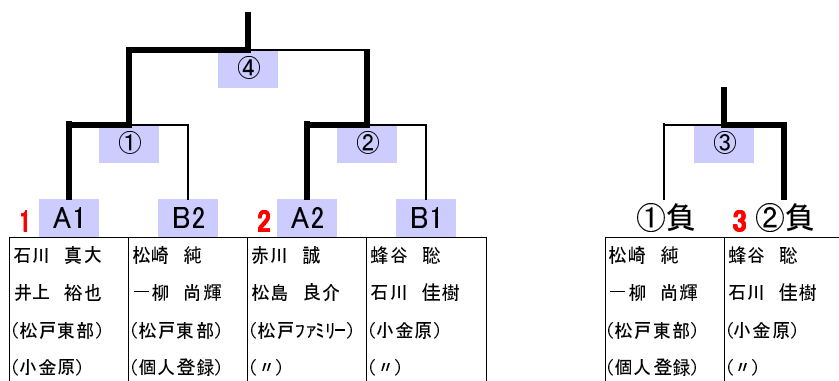 ④
① ② ③
1 A1 B2 2 A2 B1 ①負 3 ②負
石川 真大 松崎 純 赤川 誠 蜂谷 聡 松崎 純 蜂谷 聡
井上 裕也 一柳 尚輝 松島 良介 石川 佳樹 一柳 尚輝 石川 佳樹
(松戸東部) (松戸東部) (松戸ファミリー) (小金原) (松戸東部) (小金原)
(小金原) (個人登録) (〃) (〃) (個人登録) (〃)